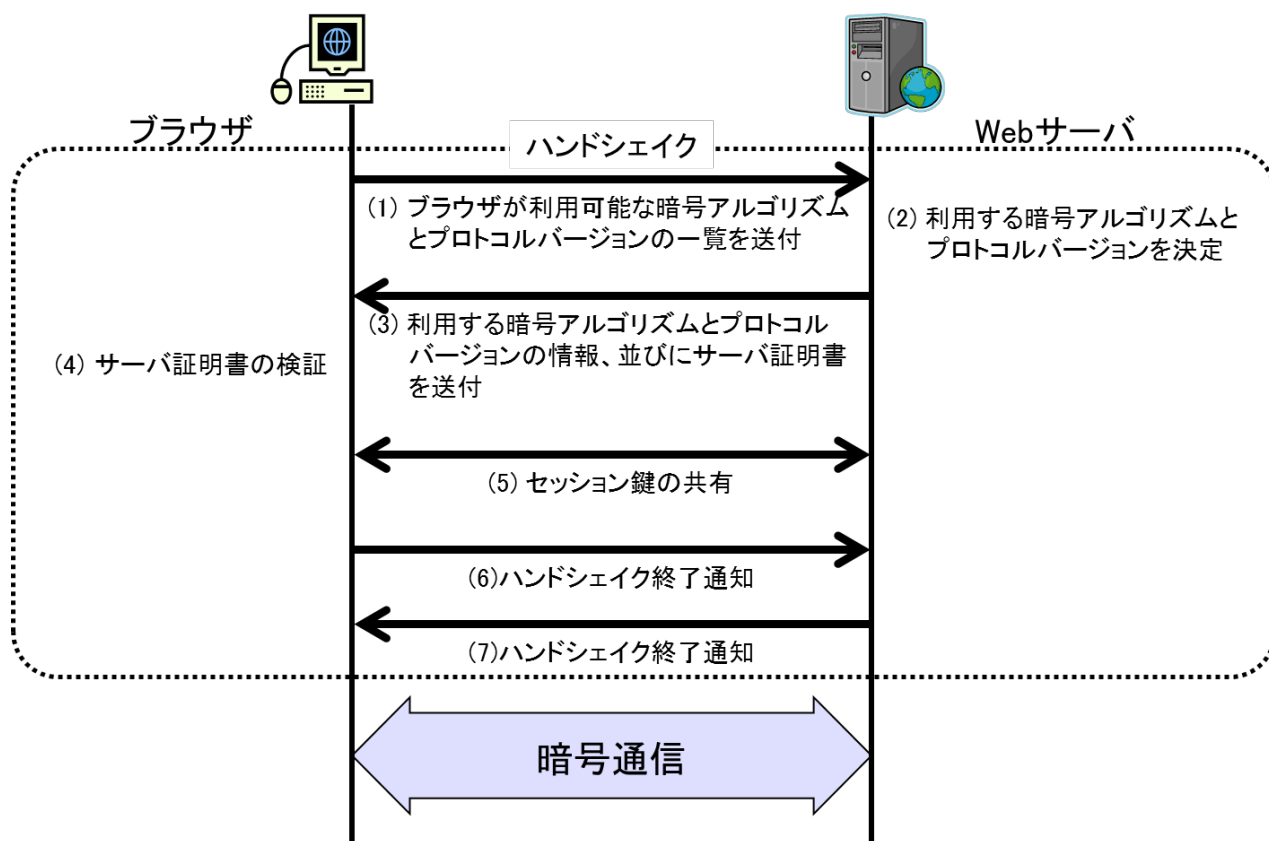 ブラウザ
ハンドシェイク
Webサーバ
(1) ブラウザが利用可能な暗号アルゴリズム
とプロトコルバージョンの一覧を送付
(2) 利用する暗号アルゴリズムと
プロトコルバージョンを決定
(3) 利用する暗号アルゴリズムとプロトコル
バージョンの情報、並びにサーバ証明書
を送付
(4) サーバ証明書の検証
(5) セッション鍵の共有
(6)ハンドシェイク終了通知
(7)ハンドシェイク終了通知
暗号通信